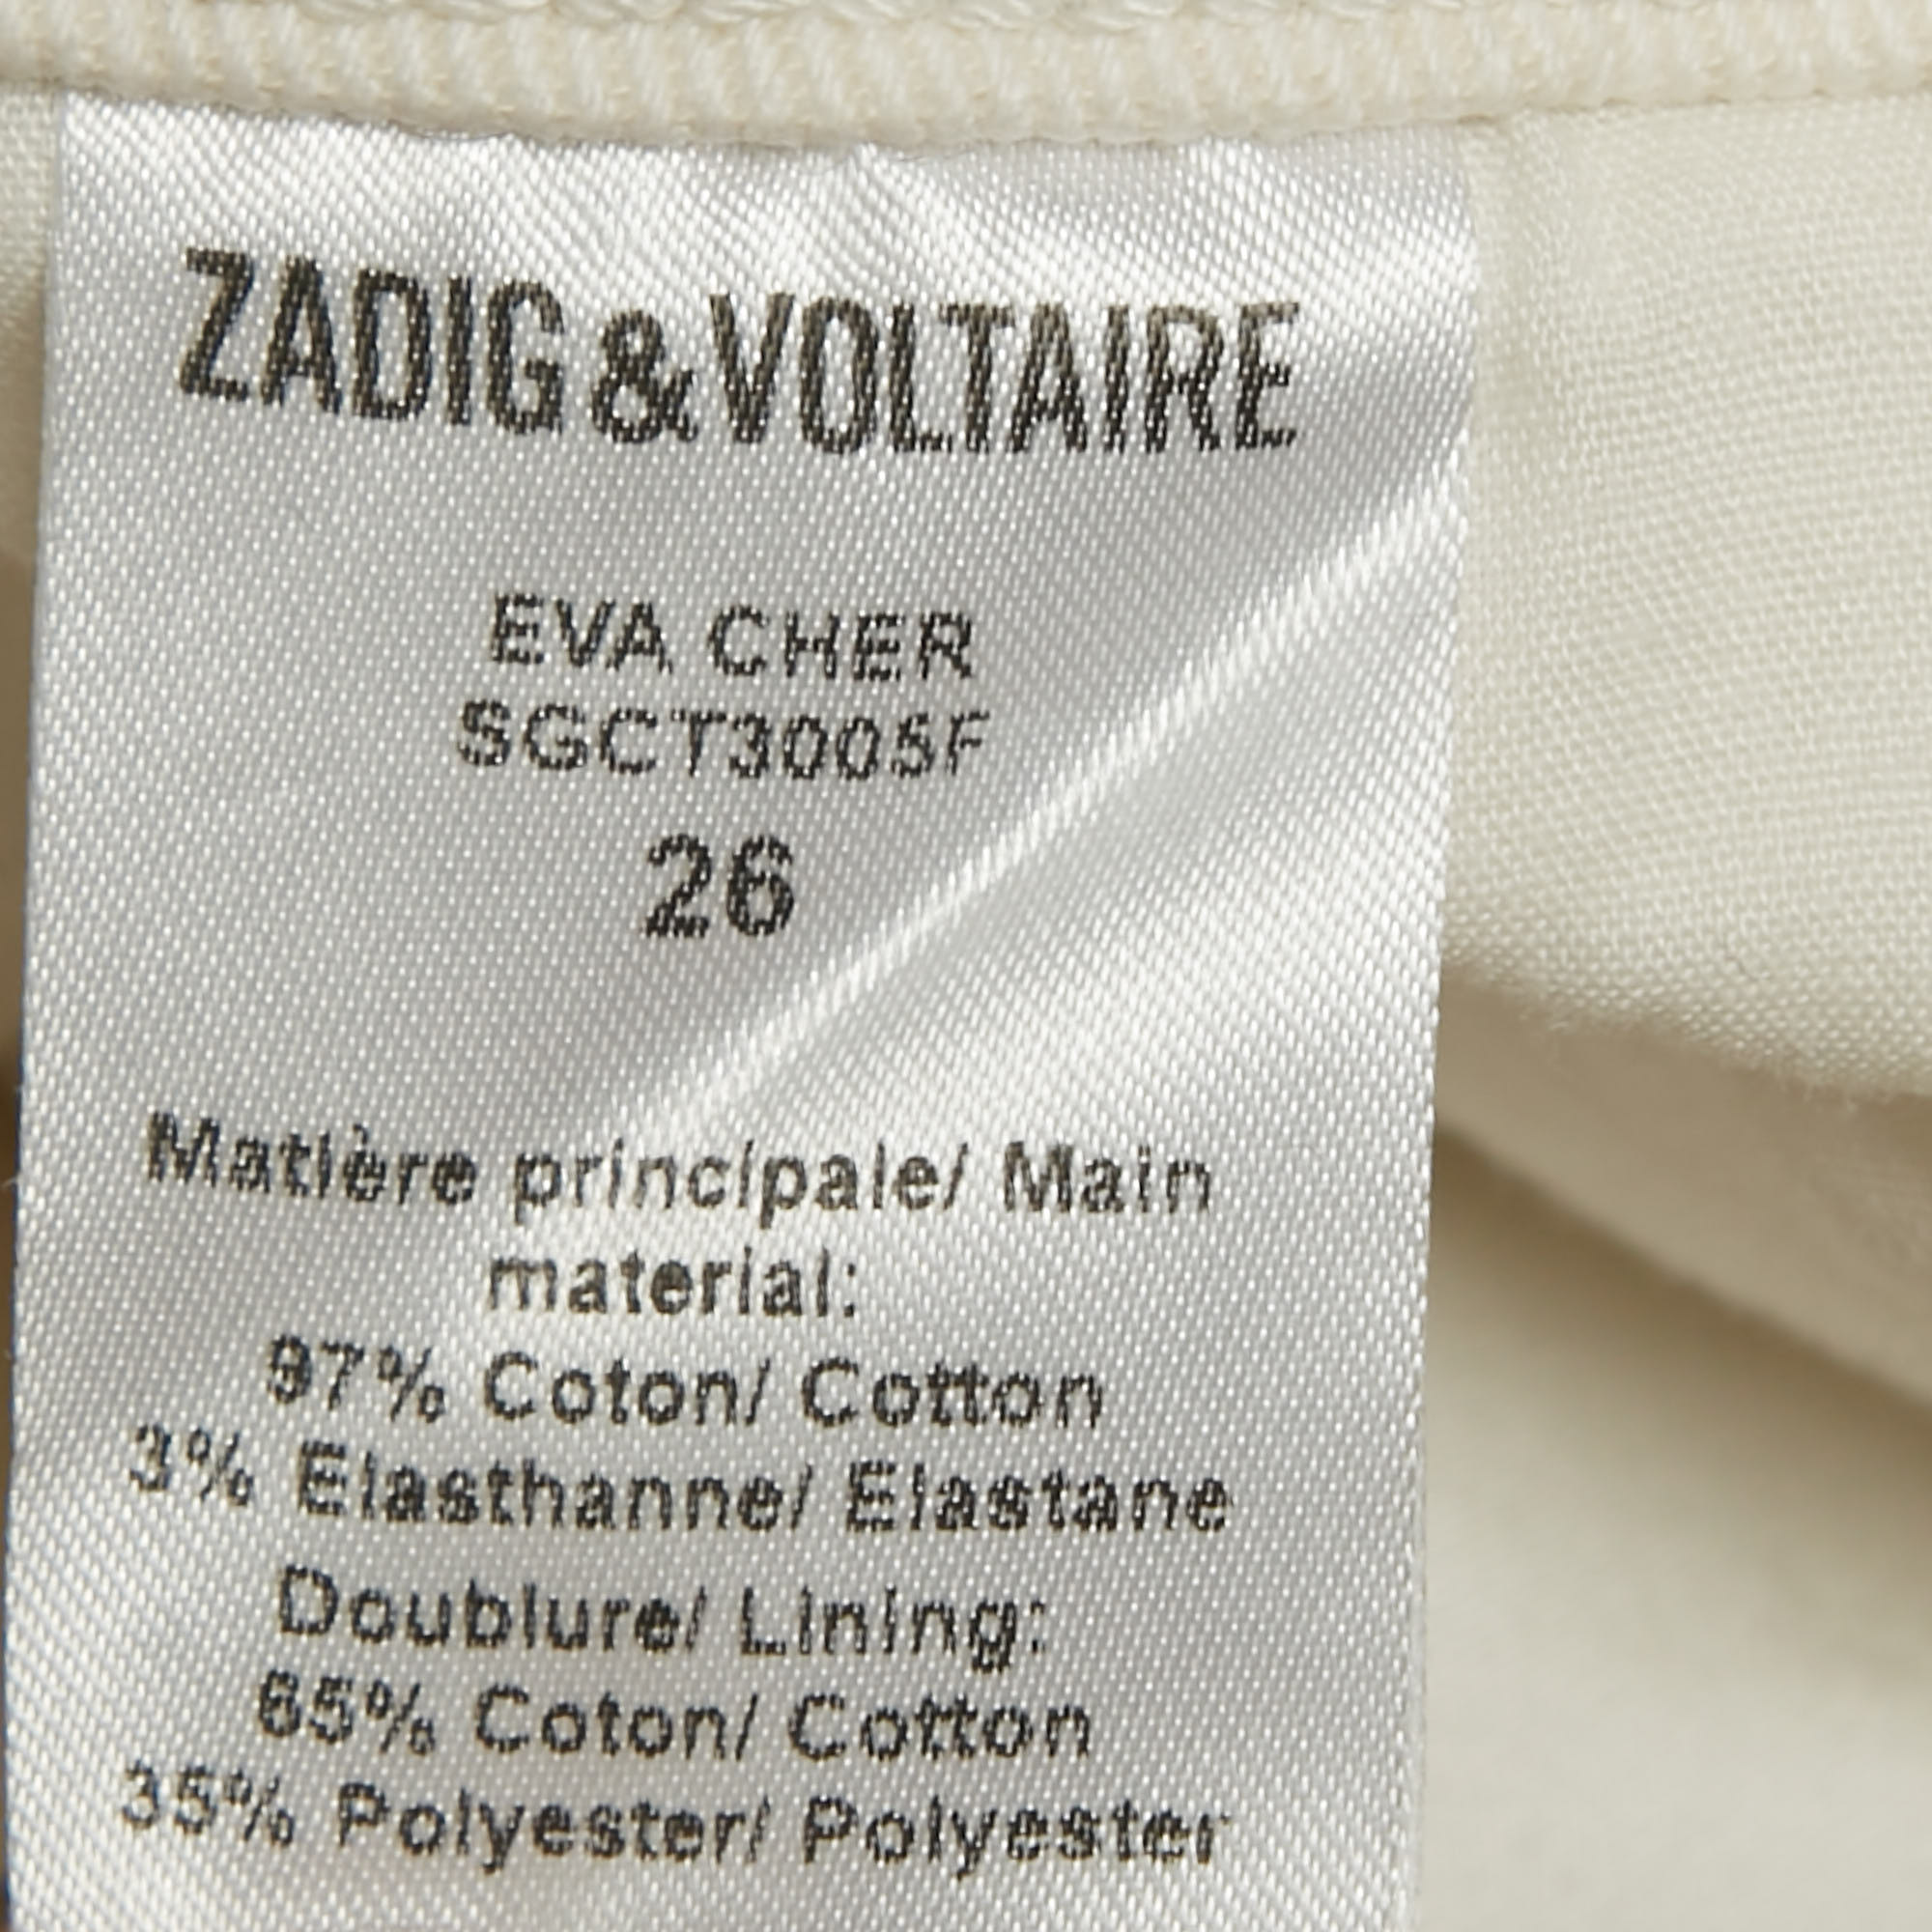 ZADIG & VOLTAIRE
EVA CHER
SGCT3005F
26
Matière principale/ Main
material:
97% Coton/ Cotton
3% Elasthanne/ Elastane
Doublure/ Lining:
65% Coton/ Cotton
35% Polyester/ Polyester